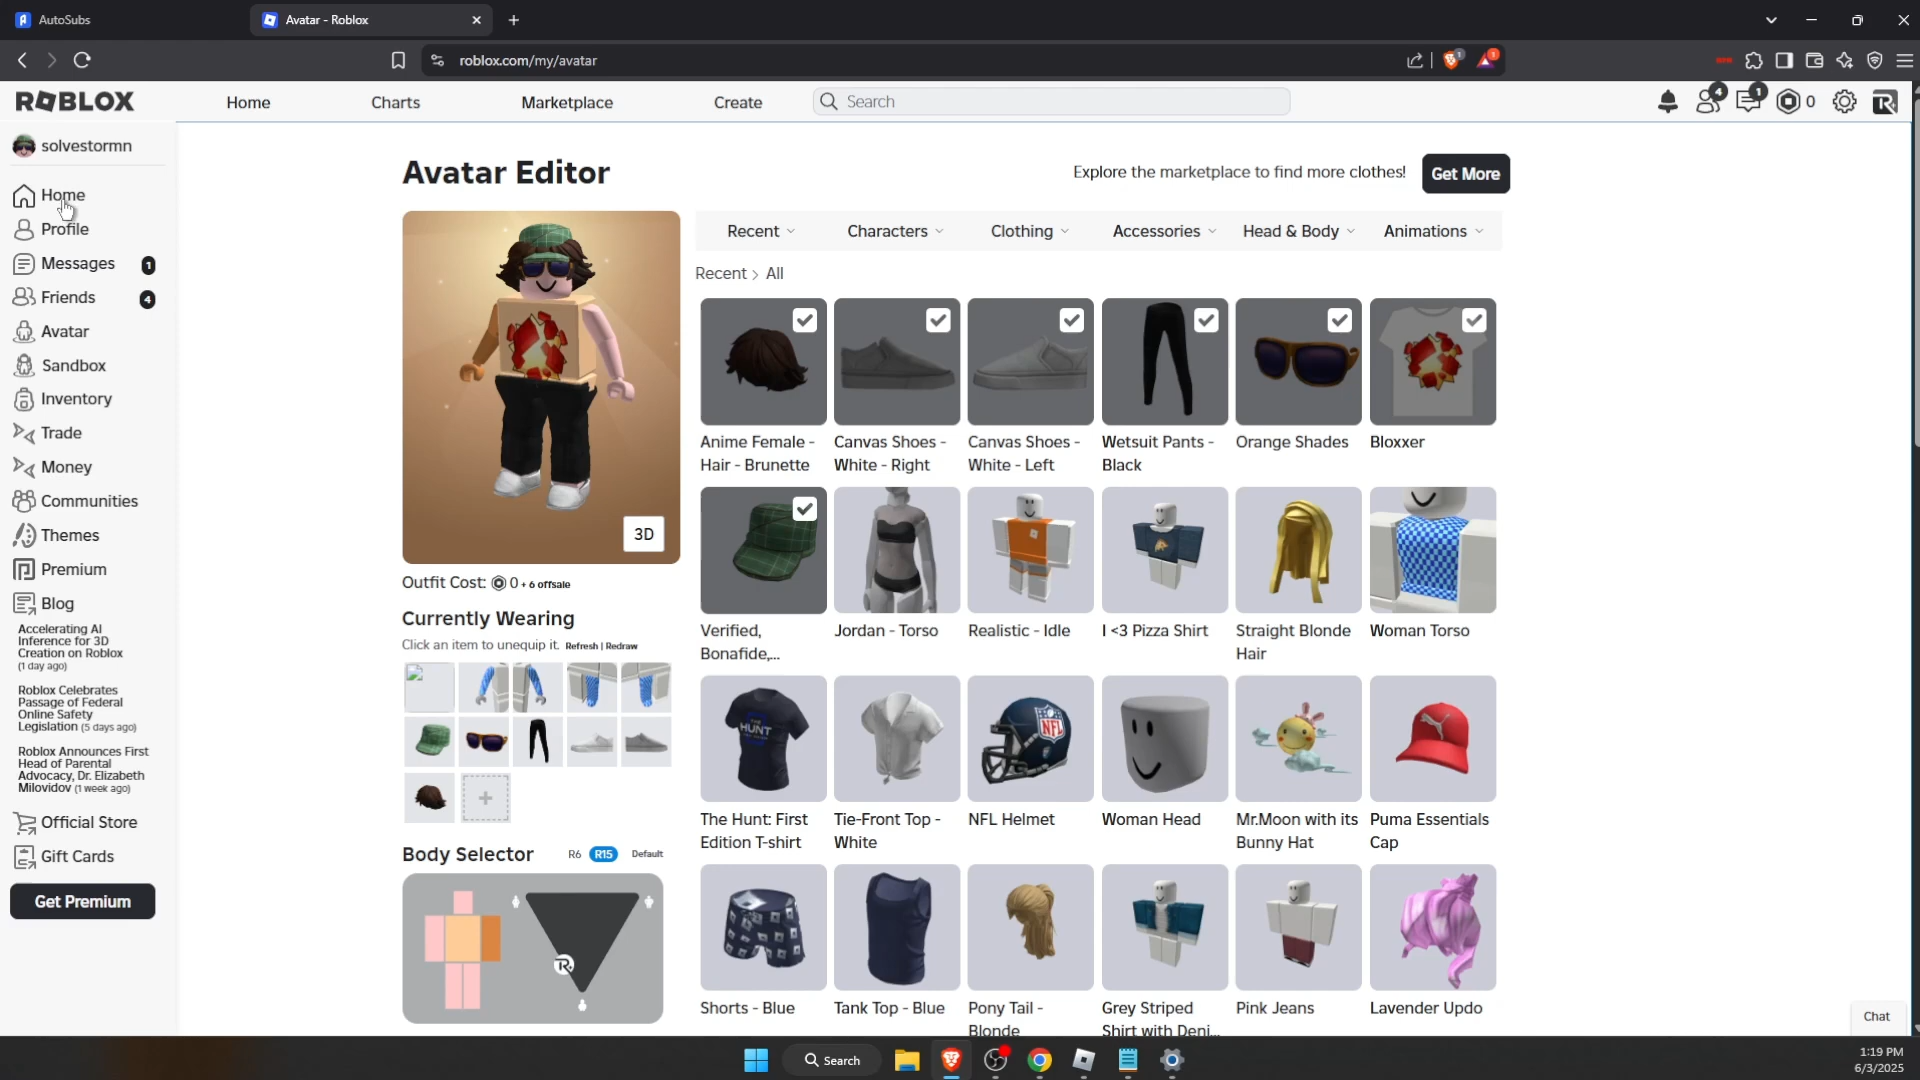 AutoSubs
Avatar - Roblox
roblox.com/my/avatar
1
1
ROBLOX
Home
Charts
Marketplace
Create
Search
4
1
0
solvestormn
Home
Profile
Messages
1
Friends
4
Avatar
Sandbox
Inventory
Trade
Money
Communities
Themes
Premium
Blog
Accelerating AI
Inference for 3D
Creation on Roblox
(1 day ago)
Roblox Celebrates
Passage of Federal
Online Safety
Legislation (5 days ago)
Roblox Announces First
Head of Parental
Advocacy, Dr. Elizabeth
Milovidov (1 week ago)
Official Store
Gift Cards
Get Premium
Avatar Editor
Explore the marketplace to find more clothes!
Get More
3D
Outfit Cost: 0 + 6 offsale
Currently Wearing
Click an item to unequip it. Refresh | Redraw
+
Body Selector
R6
R15
Default
Recent
Characters
Clothing
Accessories
Head & Body
Animations
Recent > All
Anime Female -
Hair - Brunette
Canvas Shoes -
White - Right
Canvas Shoes -
White - Left
Wetsuit Pants -
Black
Orange Shades
Bloxxer
Verified,
Bonafide,...
Jordan - Torso
Realistic - Idle
I <3 Pizza Shirt
Straight Blonde
Hair
Woman Torso
THE
HUNT
NFL
The Hunt: First
Edition T-shirt
Tie-Front Top -
White
NFL Helmet
Woman Head
Mr.Moon with its
Bunny Hat
Puma Essentials
Cap
Shorts - Blue
Tank Top - Blue
Pony Tail -
Blonde
Grey Striped
Shirt with Deni...
Pink Jeans
Lavender Updo
Chat
Search
1:19 PM
6/3/2025